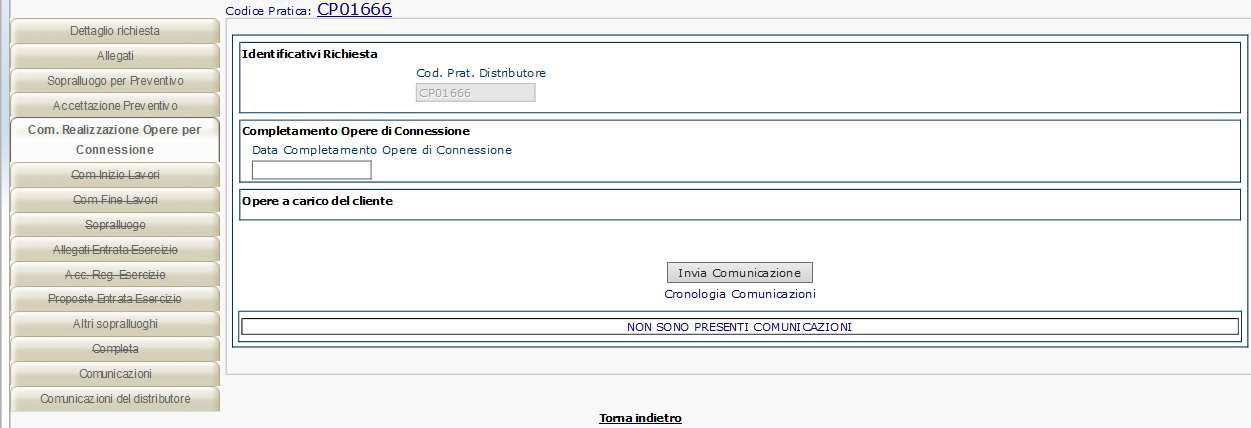 Codice Pratica: CP01666
Dettaglio richiesta
Allegati
Sopralluogo per Preventivo
Accettazione Preventivo
Com. Realizzazione Opere per
Connessione
Com Inizio Lavori
Com Fine Lavori
Sopralluogo
Allegati Entrata Esercizio
Acc. Reg. Esercizio
Proposte Entrata Esercizio
Altri sopralluoghi
Completa
Comunicazioni
Comunicazioni del distributore
Identificativi Richiesta
Cod. Prat. Distributore
CP01666
Completamento Opere di Connessione
Data Completamento Opere di Connessione
Opere a carico del cliente
Invia Comunicazione
Cronologia Comunicazioni
NON SONO PRESENTI COMUNICAZIONI
Torna indietro